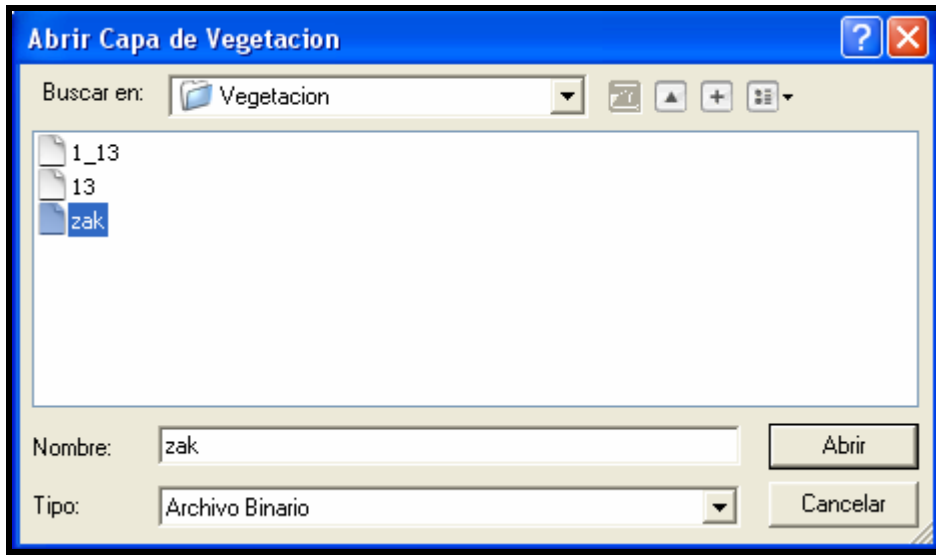 Abrir Capa de Vegetacion
Buscar en: Vegetacion
1_13
13
zak
Nombre: zak Abrir
Tipo: Archivo Binario Cancelar